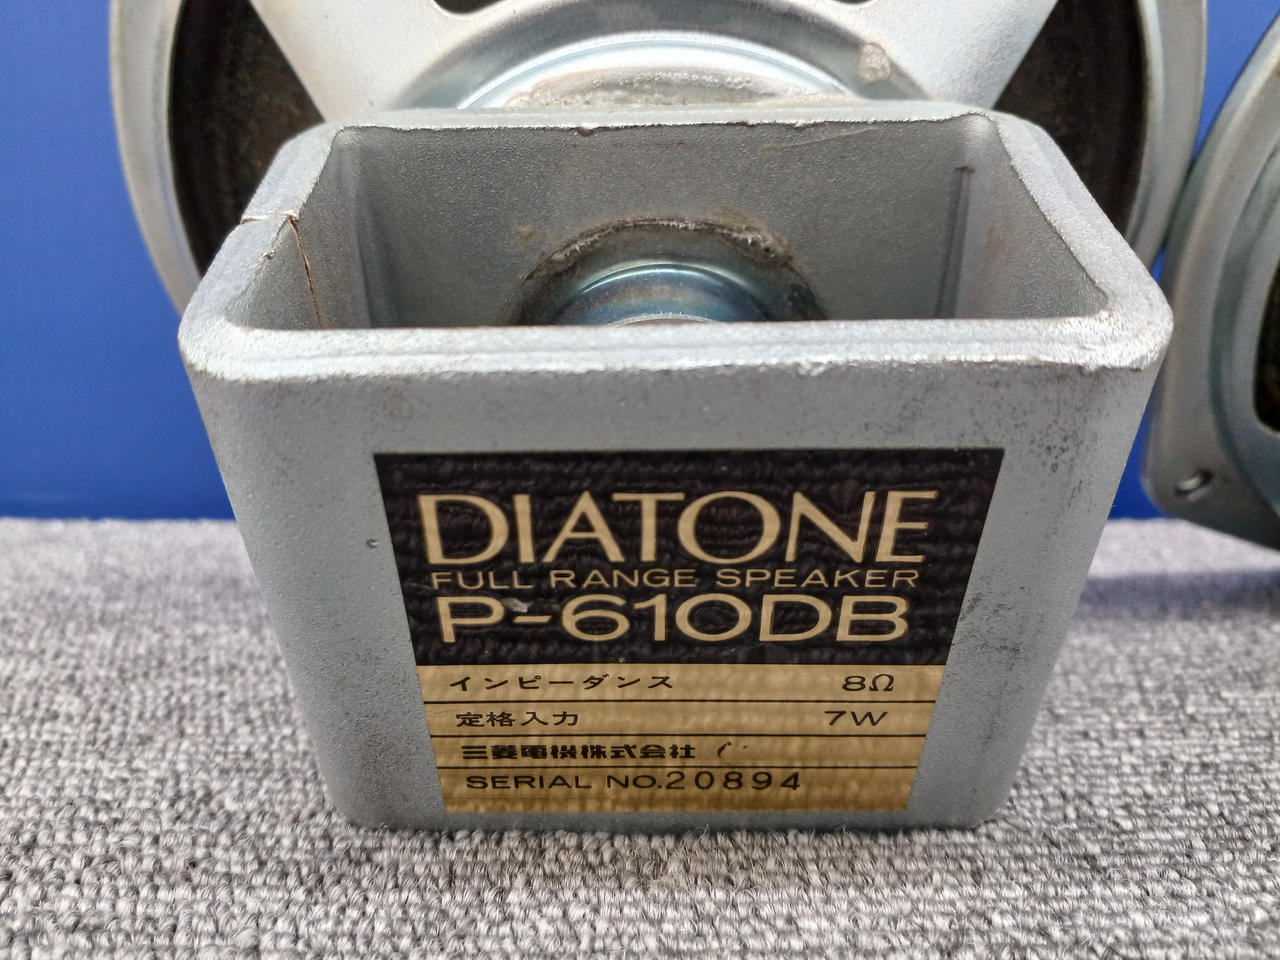 DIATONE
FULL RANGE SPEAKER
P-610DB
インピーダンス 8Ω
定格入力 7W
三菱電機株式会社
SERIAL NO.20894